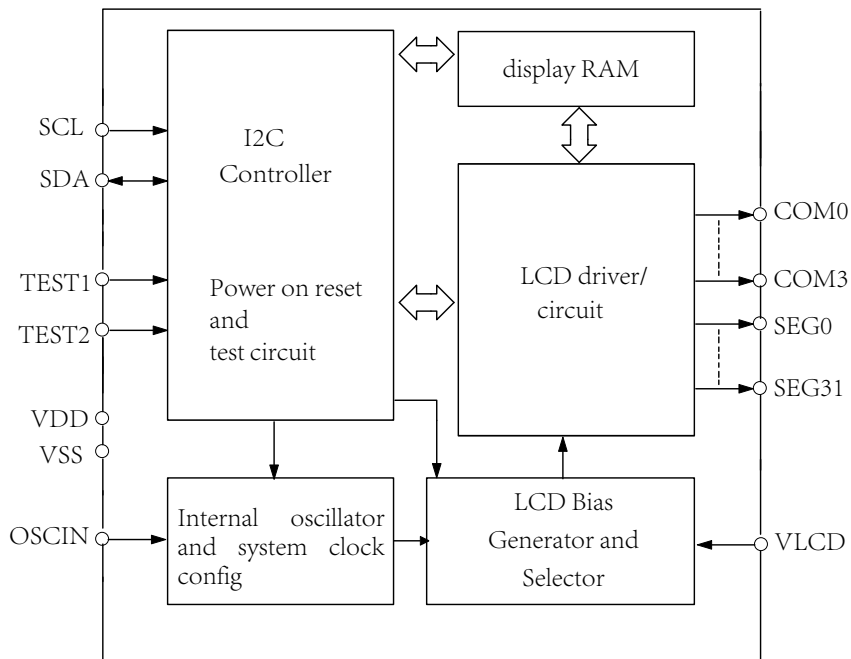 SCL
SDA
TEST1
TEST2
VDD
VSS
OSCIN
I2C
Controller
Power on reset
and
test circuit
Internal oscillator
and system clock
config
display RAM
LCD driver/
circuit
LCD Bias
Generator and
Selector
COM0
COM3
SEG0
SEG31
VLCD